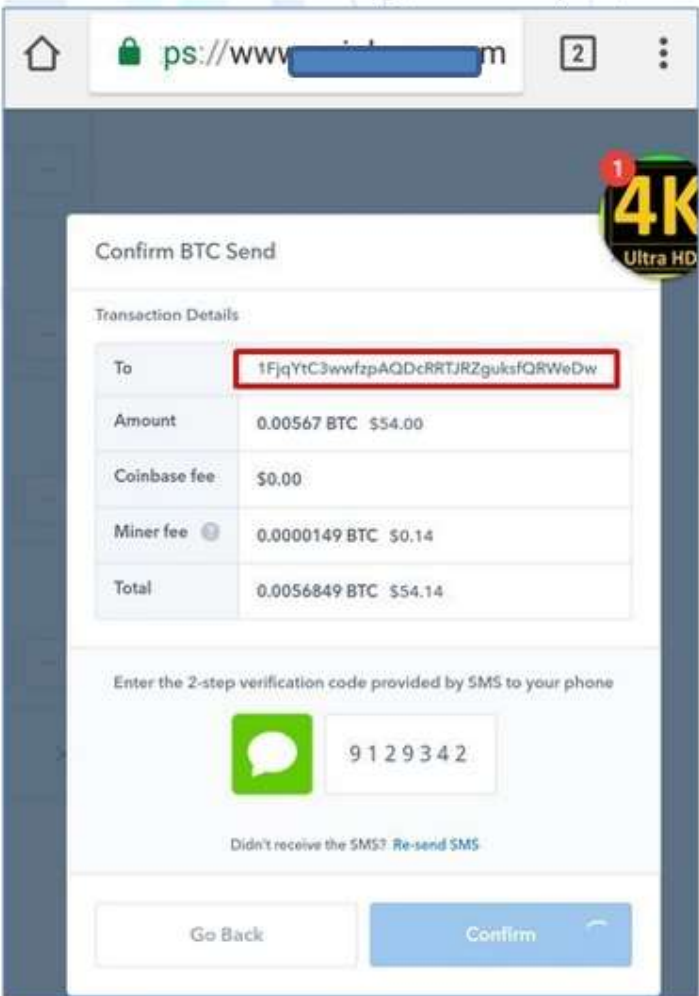 ps://www m 2
1
4K
Ultra HD
Confirm BTC Send
Transaction Details
To 1FjqYtC3wwfzpAQDcRRTJRZguksfQRWeDw
Amount 0.00567 BTC $54.00
Coinbase fee $0.00
Miner fee ? 0.0000149 BTC $0.14
Total 0.0056849 BTC $54.14
Enter the 2-step verification code provided by SMS to your phone
9129342
Didn't receive the SMS? Re-send SMS
Go Back Confirm